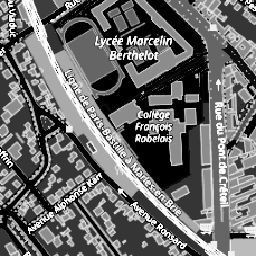 Lycée Marcelin
Berthelot
Ligne de Paris-Bastille à Marles-en-Brie
Collège
François
Rabelais
Rue du Pont de Créteil
Avenue Alphonse Karr
Avenue Raimond